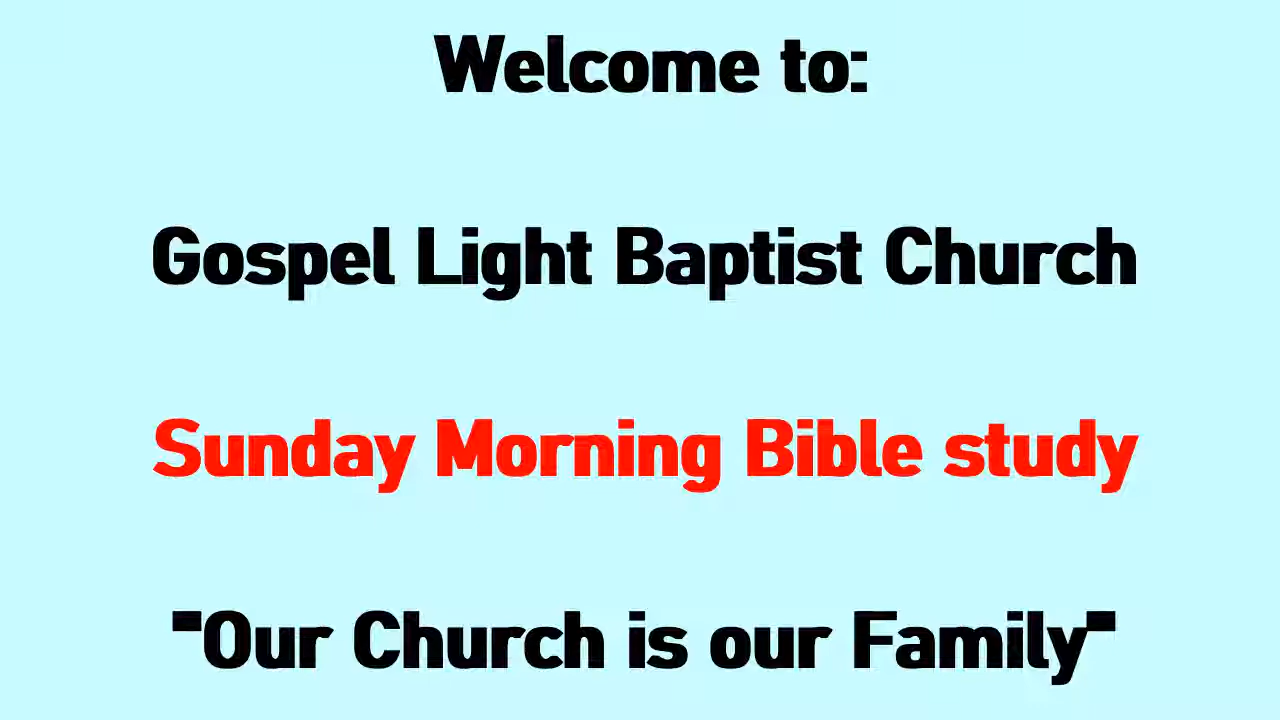 Welcome to:
Gospel Light Baptist Church
Sunday Morning Bible study
"Our Church is our Family"